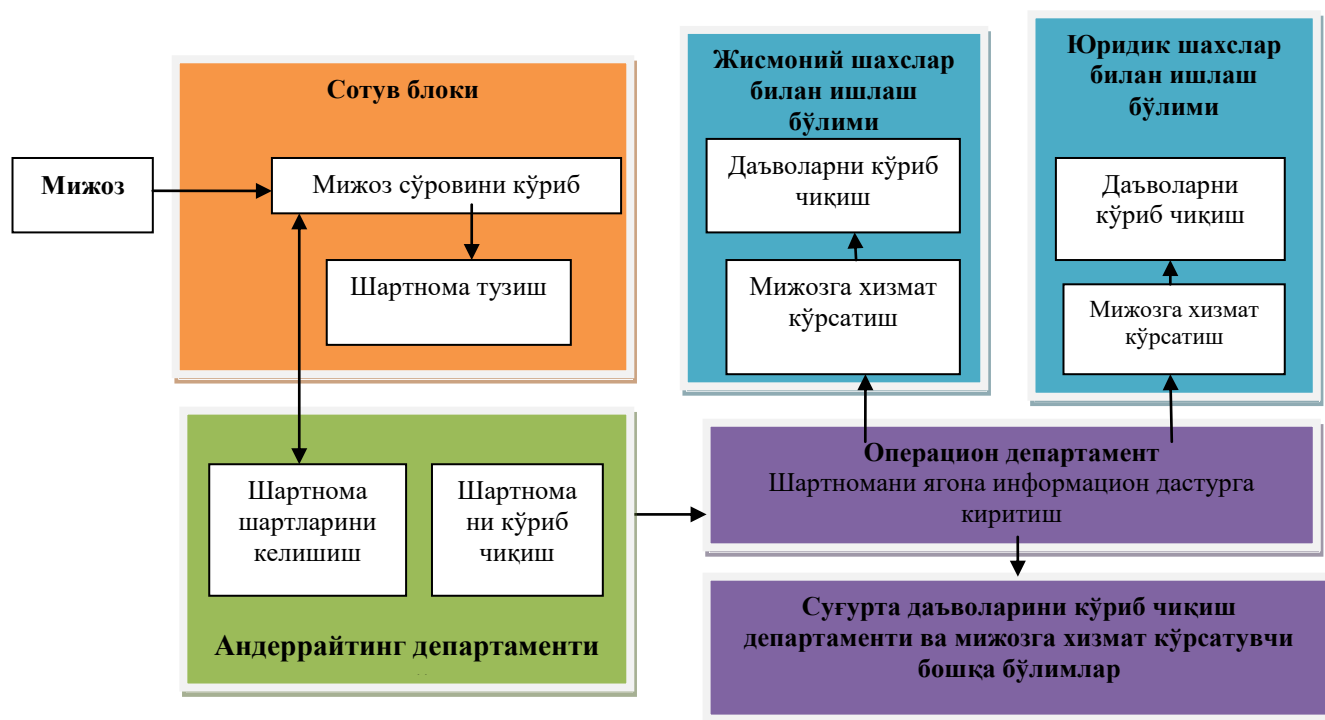 Сотув блоки
Мижоз
Мижоз сўровини кўриб
Шартнома тузиш
Жисмоний шахслар
билан ишлаш
бўлими
Даъволарни кўриб
чиқиш
Мижозга хизмат
кўрсатиш
Юридик шахслар
билан ишлаш
бўлими
Даъволарни
кўриб чиқиш
Мижозга хизмат
кўрсатиш
Шартнома
шартларини
келишиш
Шартнома
ни кўриб
чиқиш
Андеррайтинг департаменти
Операцион департамент
Шартномани ягона информацион дастурга
киритиш
Суғурта даъволарини кўриб чиқиш
департаменти ва мижозга хизмат кўрсатувчи
бошқа бўлимлар